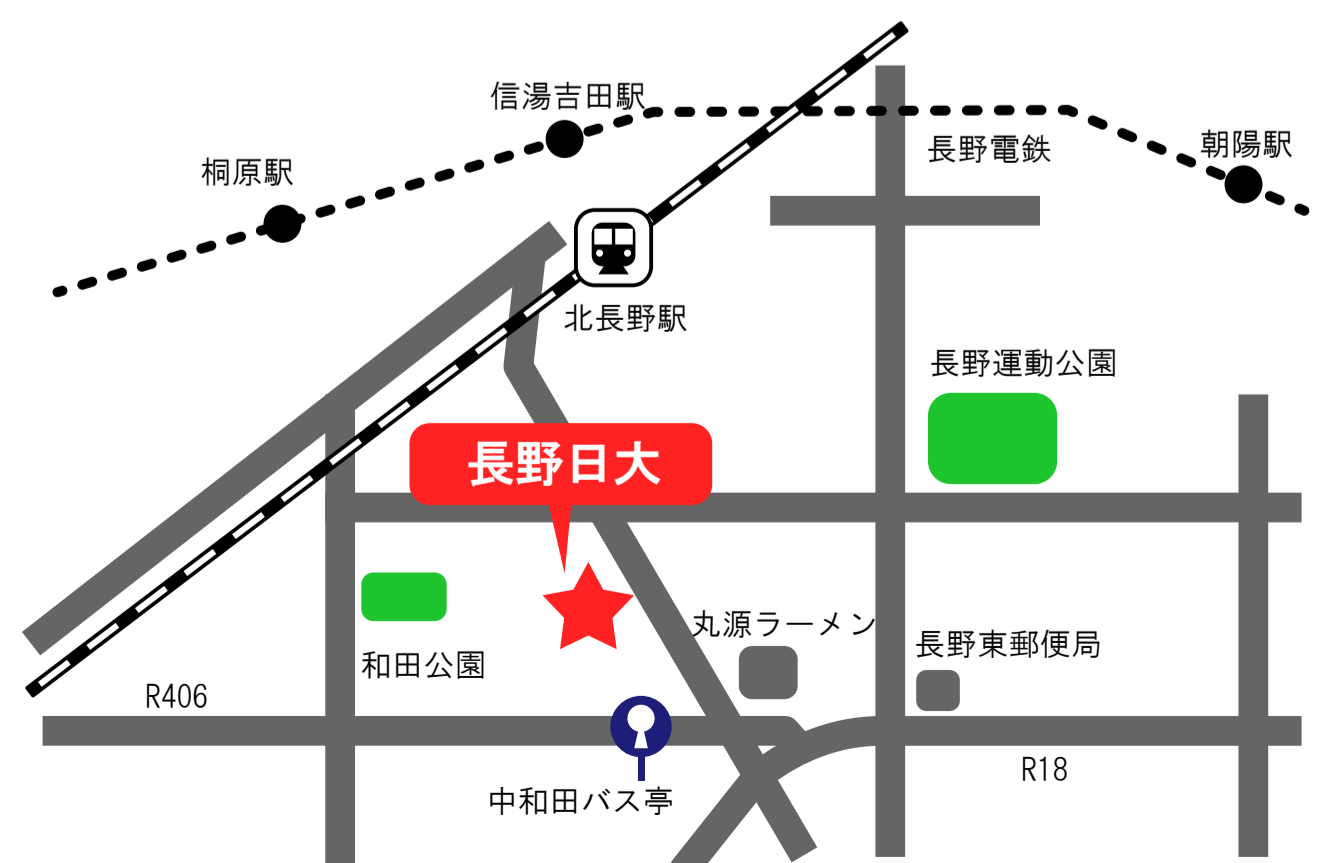 信湯吉田駅
長野電鉄
朝陽駅
桐原駅
北長野駅
長野運動公園
長野日大
丸源ラーメン
長野東郵便局
和田公園
R406
R18
中和田バス亭